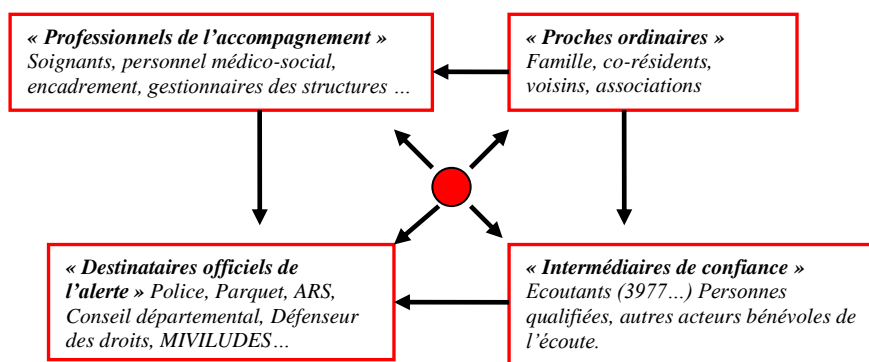 « Professionnels de l’accompagnement »
Soignants, personnel médico-social,
encadrement, gestionnaires des structures …
« Proches ordinaires »
Famille, co-résidents,
voisins, associations
« Destinataires officiels de
l’alerte » Police, Parquet, ARS,
Conseil départemental, Défenseur
des droits, MIVILUDES…
« Intermédiaires de confiance »
Ecoutants (3977…) Personnes
qualifiées, autres acteurs bénévoles de
l’écoute.